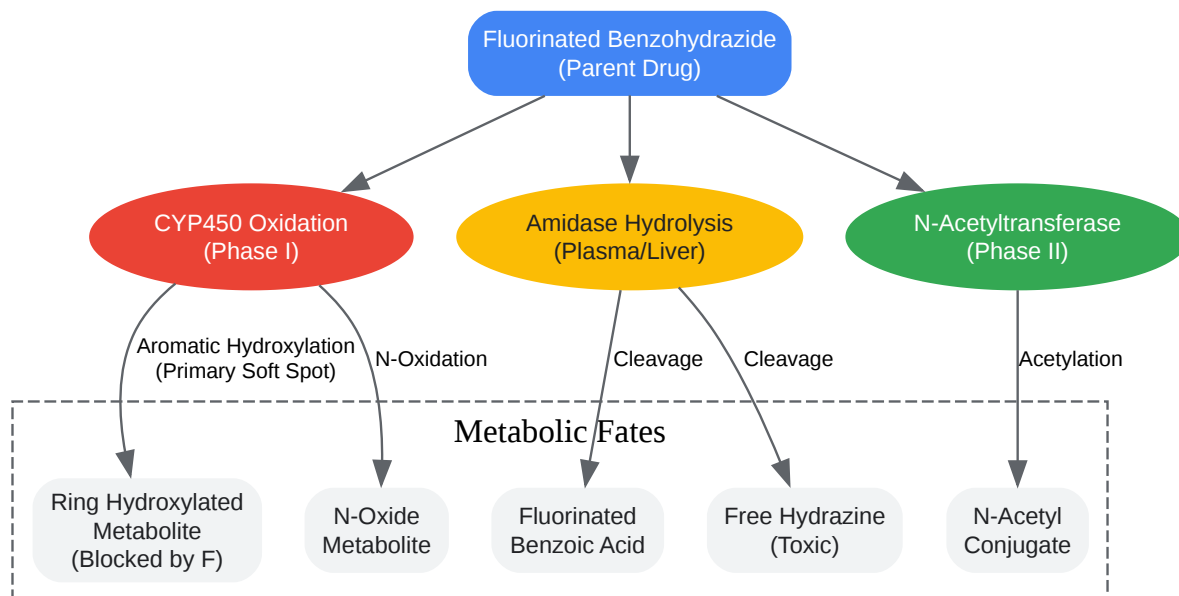 Fluorinated Benzohydrazide
(Parent Drug)
CYP450 Oxidation
(Phase I)
Amidase Hydrolysis
(Plasma/Liver)
N-Acetyltransferase
(Phase II)
Aromatic Hydroxylation
(Primary Soft Spot)
N-Oxidation
Cleavage
Cleavage
Acetylation
Metabolic Fates
Ring Hydroxylated
Metabolite
(Blocked by F)
N-Oxide
Metabolite
Fluorinated
Benzoic Acid
Free Hydrazine
(Toxic)
N-Acetyl
Conjugate